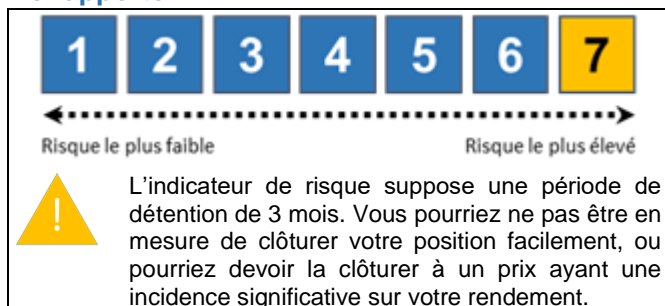 1 2 3 4 5 6 7
Risque le plus faible Risque le plus élevé
!
L'indicateur de risque suppose une période de
détention de 3 mois. Vous pourriez ne pas être en
mesure de clôturer votre position facilement, ou
pourriez devoir la clôturer à un prix ayant une
incidence significative sur votre rendement.